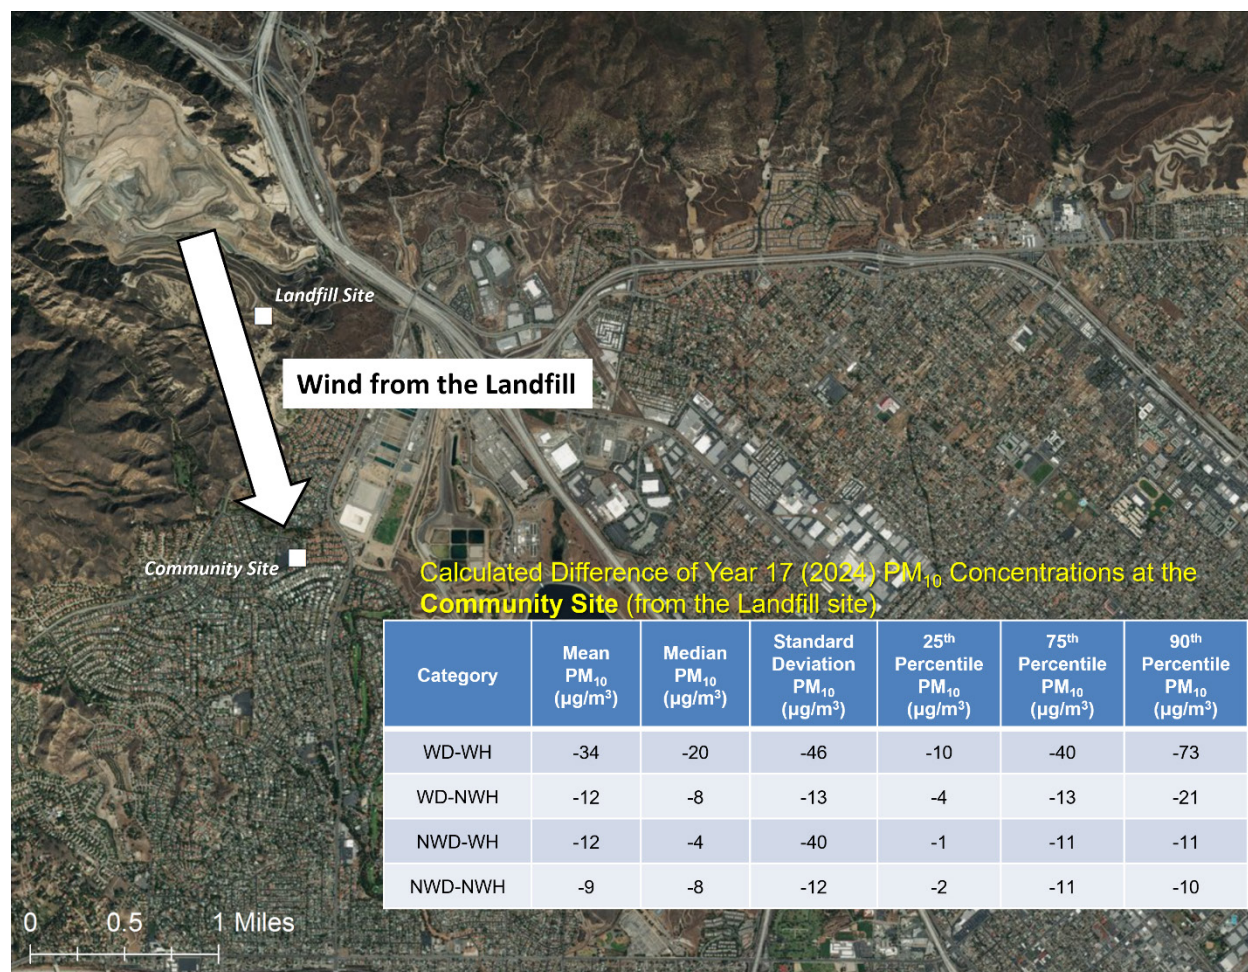 Landfill Site
Wind from the Landfill
Community Site
Calculated Difference of Year 17 (2024) PM₁₀ Concentrations at the
Community Site (from the Landfill site)
Category
Mean
PM₁₀
(µg/m³)
Median
PM₁₀
(µg/m³)
Standard
Deviation
PM₁₀
(µg/m³)
25th
Percentile
PM₁₀
(µg/m³)
75th
Percentile
PM₁₀
(µg/m³)
90th
Percentile
PM₁₀
(µg/m³)
WD-WH -34 -20 -46 -10 -40 -73
WD-NWH -12 -8 -13 -4 -13 -21
NWD-WH -12 -4 -40 -1 -11 -11
NWD-NWH -9 -8 -12 -2 -11 -10
0 0.5 1 Miles